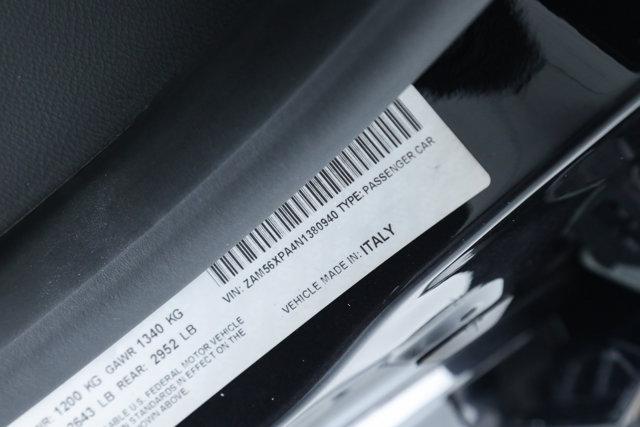 1200 KG GAWR 1340 KG
2643 LB REAR: 2952 LB
U.S. FEDERAL MOTOR VEHICLE
STANDARDS IN EFFECT ON THE
SHOWN ABOVE.
VIN: ZAM56XPA4N1380940 TYPE: PASSENGER CAR
VEHICLE MADE IN: ITALY